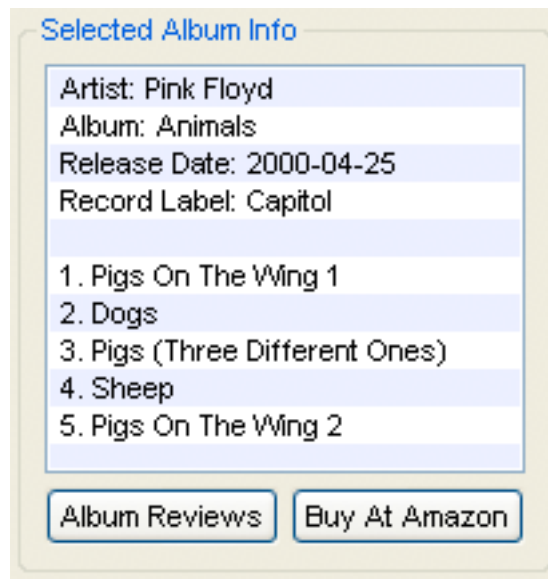 Selected Album Info
Artist: Pink Floyd
Album: Animals
Release Date: 2000-04-25
Record Label: Capitol
1. Pigs On The Wing 1
2. Dogs
3. Pigs (Three Different Ones)
4. Sheep
5. Pigs On The Wing 2
Album Reviews
Buy At Amazon